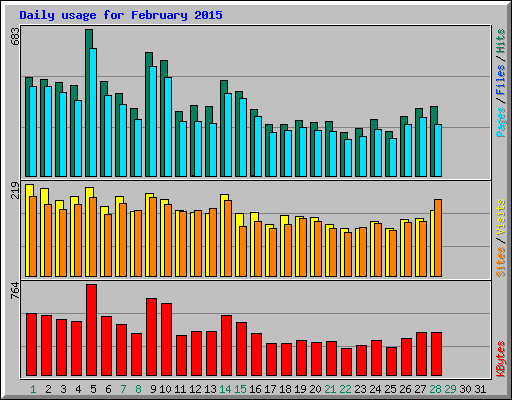 Daily usage for February 2015
683
Pages/Files/Hits
219
Sites/Visits
764
KBytes
1 2 3 4 5 6 7 8 9 10 11 12 13 14 15 16 17 18 19 20 21 22 23 24 25 26 27 28 29 30 31